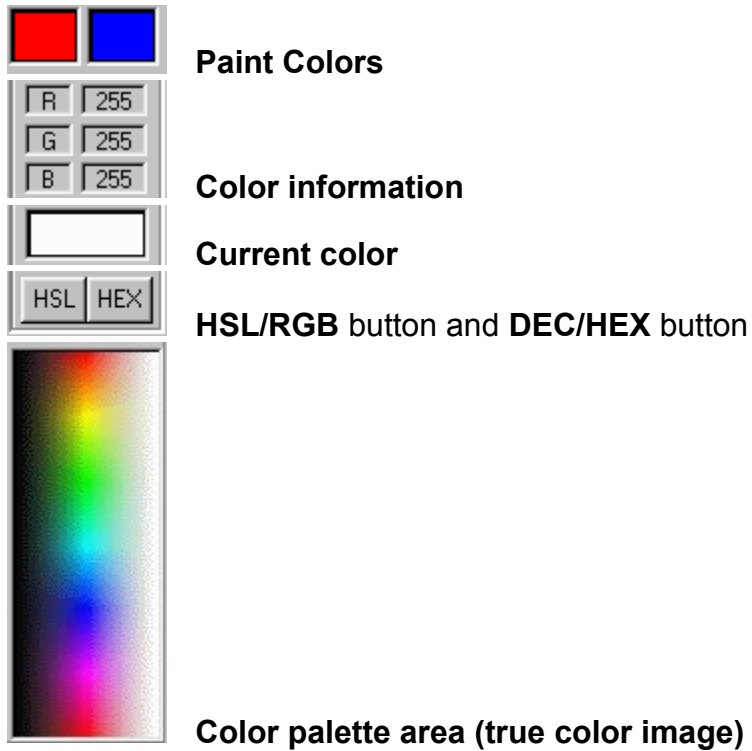 Paint Colors
R 255
G 255
B 255
Color information
Current color
HSL HEX
HSL/RGB button and DEC/HEX button
Color palette area (true color image)